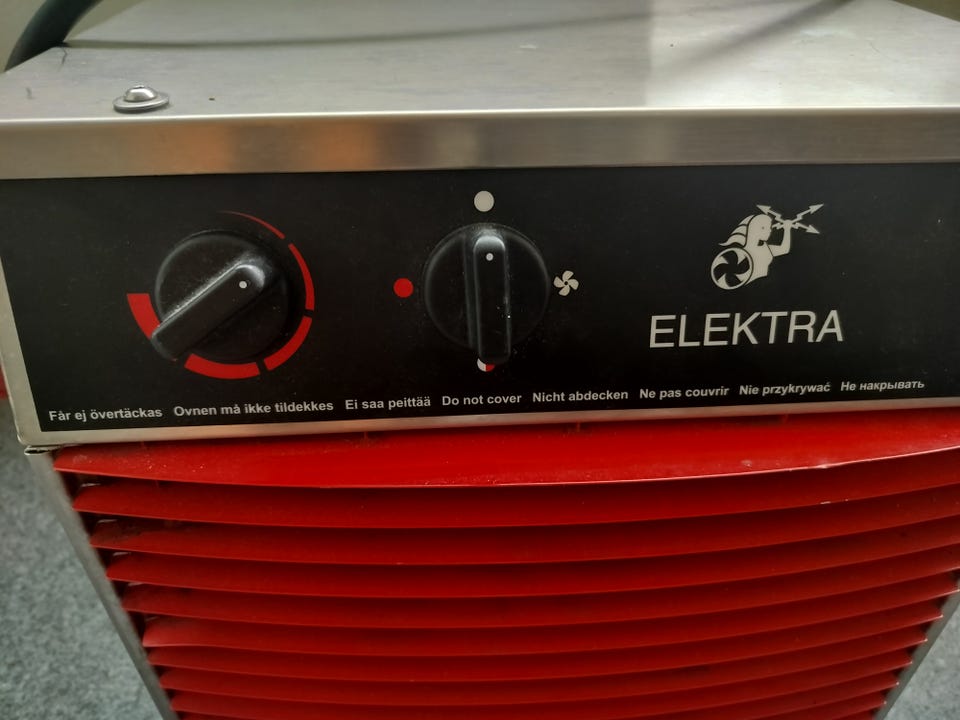 ELEKTRA
Får ej övertäckas Ovnen må ikke tildekkes Ei saa peittää Do not cover Nicht abdecken Ne pas couvrir Nie przykrywać Не накрывать